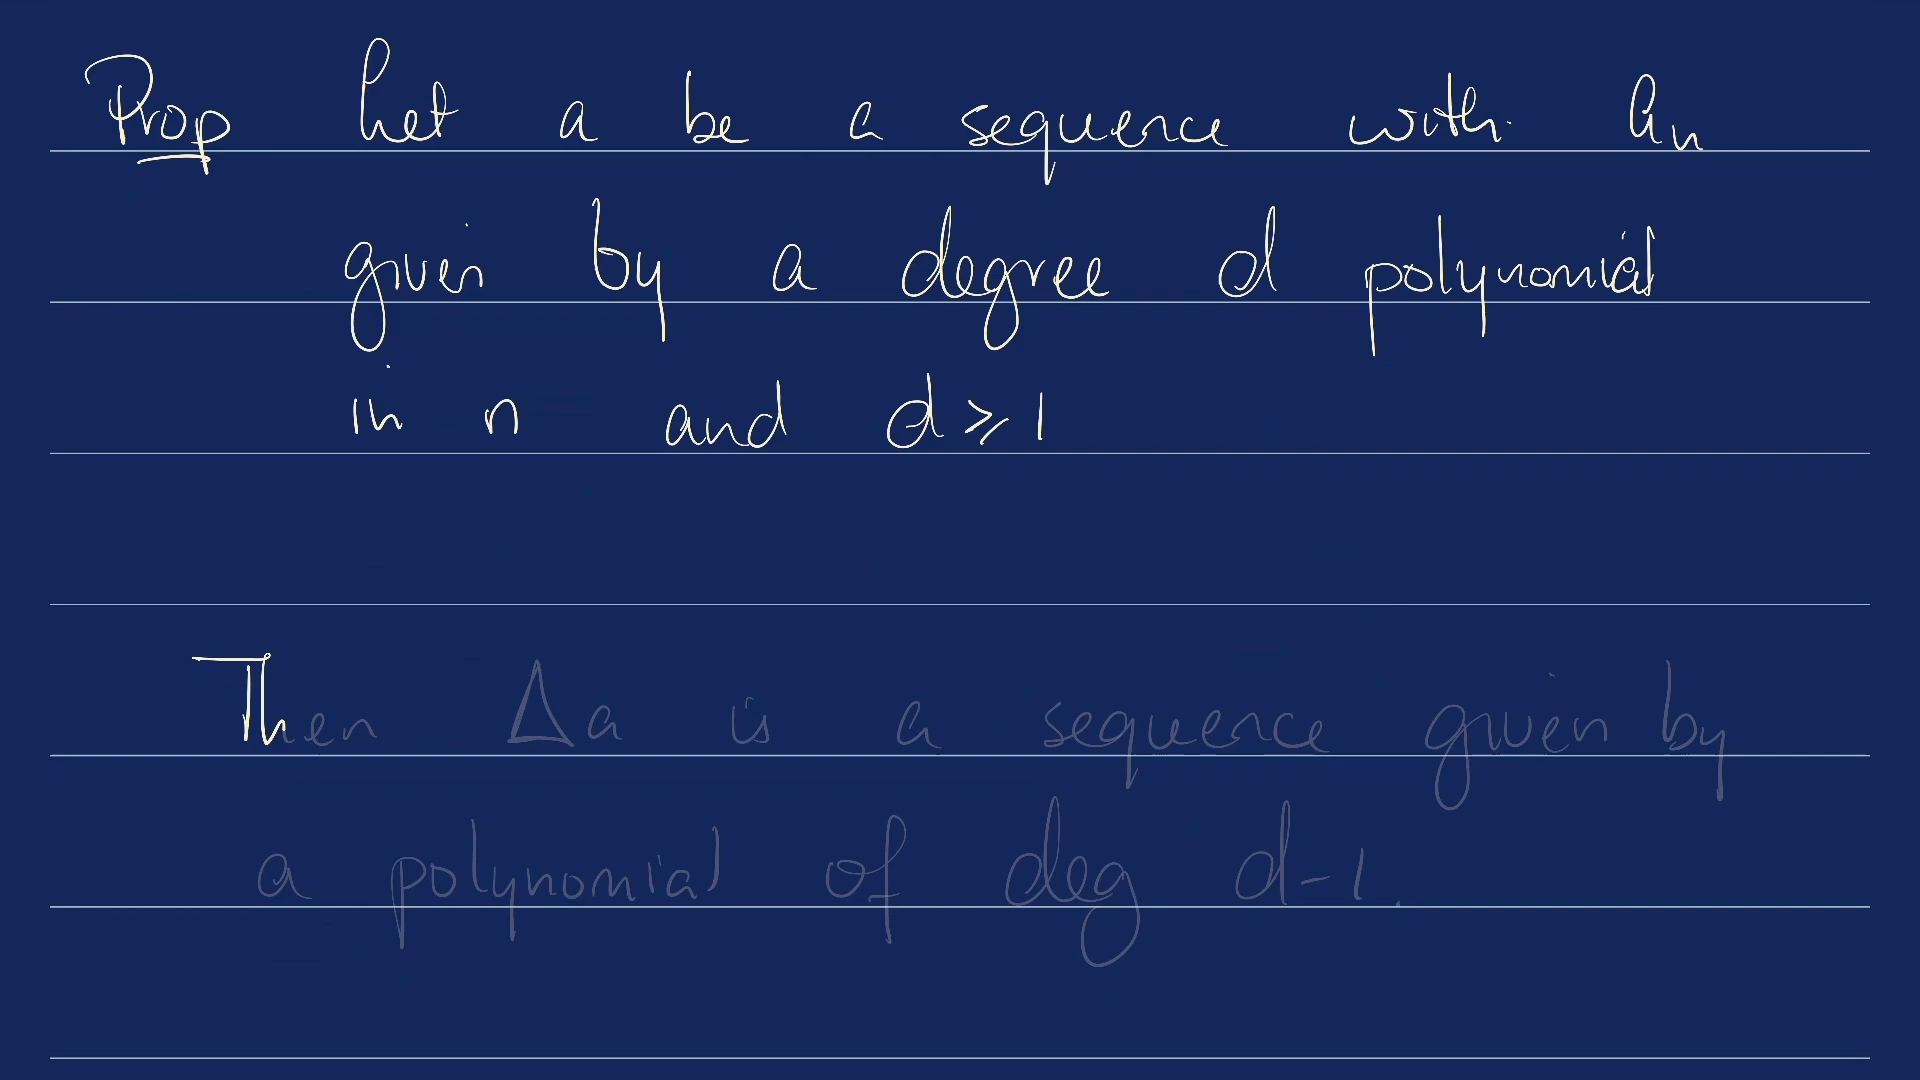 Prop Let a be a sequence with aₙ
given by a degree d polynomial
in n and d ⩾ 1
Then Δa is a sequence given by
a polynomial of deg d-1.